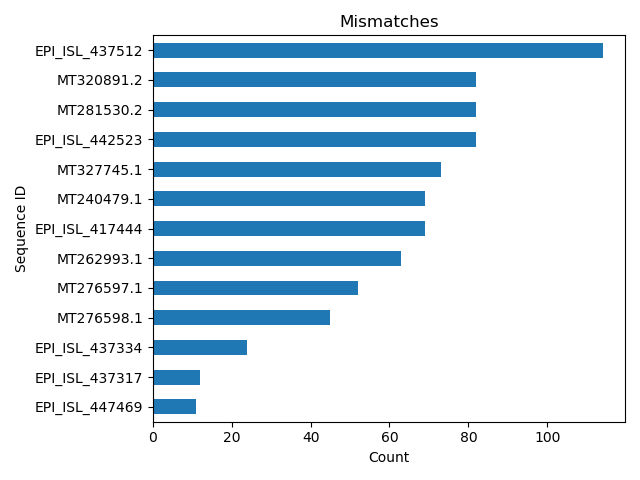 Mismatches
EPI_ISL_437512
MT320891.2
MT281530.2
EPI_ISL_442523
MT327745.1
MT240479.1
EPI_ISL_417444
MT262993.1
MT276597.1
MT276598.1
EPI_ISL_437334
EPI_ISL_437317
EPI_ISL_447469
Sequence ID
0 20 40 60 80 100
Count